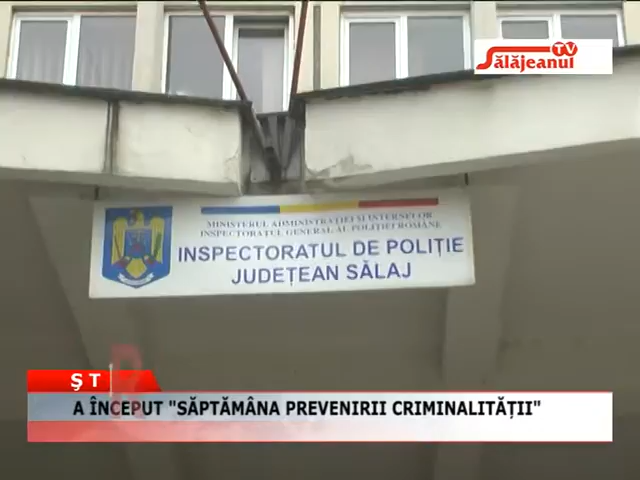 Sălăjeanul TV
MINISTERUL ADMINISTRAȚIEI ȘI INTERNELOR
INSPECTORATUL GENERAL AL POLIȚIEI ROMÂNE
INSPECTORATUL DE POLIȚIE
JUDEȚEAN SĂLAJ
ŞT
A ÎNCEPUT "SĂPTĂMÂNA PREVENIRII CRIMINALITĂȚII"